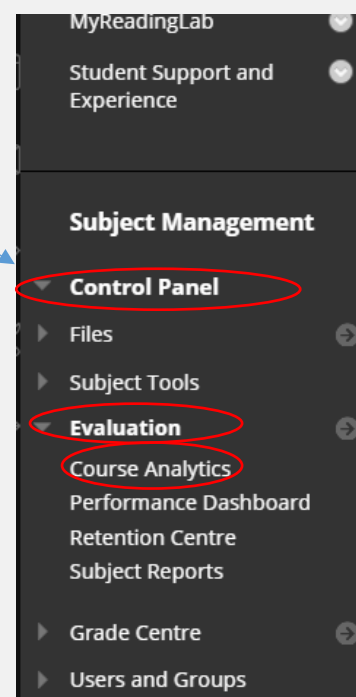 MyReadingLab
Student Support and
Experience
Subject Management
Control Panel
Files
Subject Tools
Evaluation
Course Analytics
Performance Dashboard
Retention Centre
Subject Reports
Grade Centre
Users and Groups